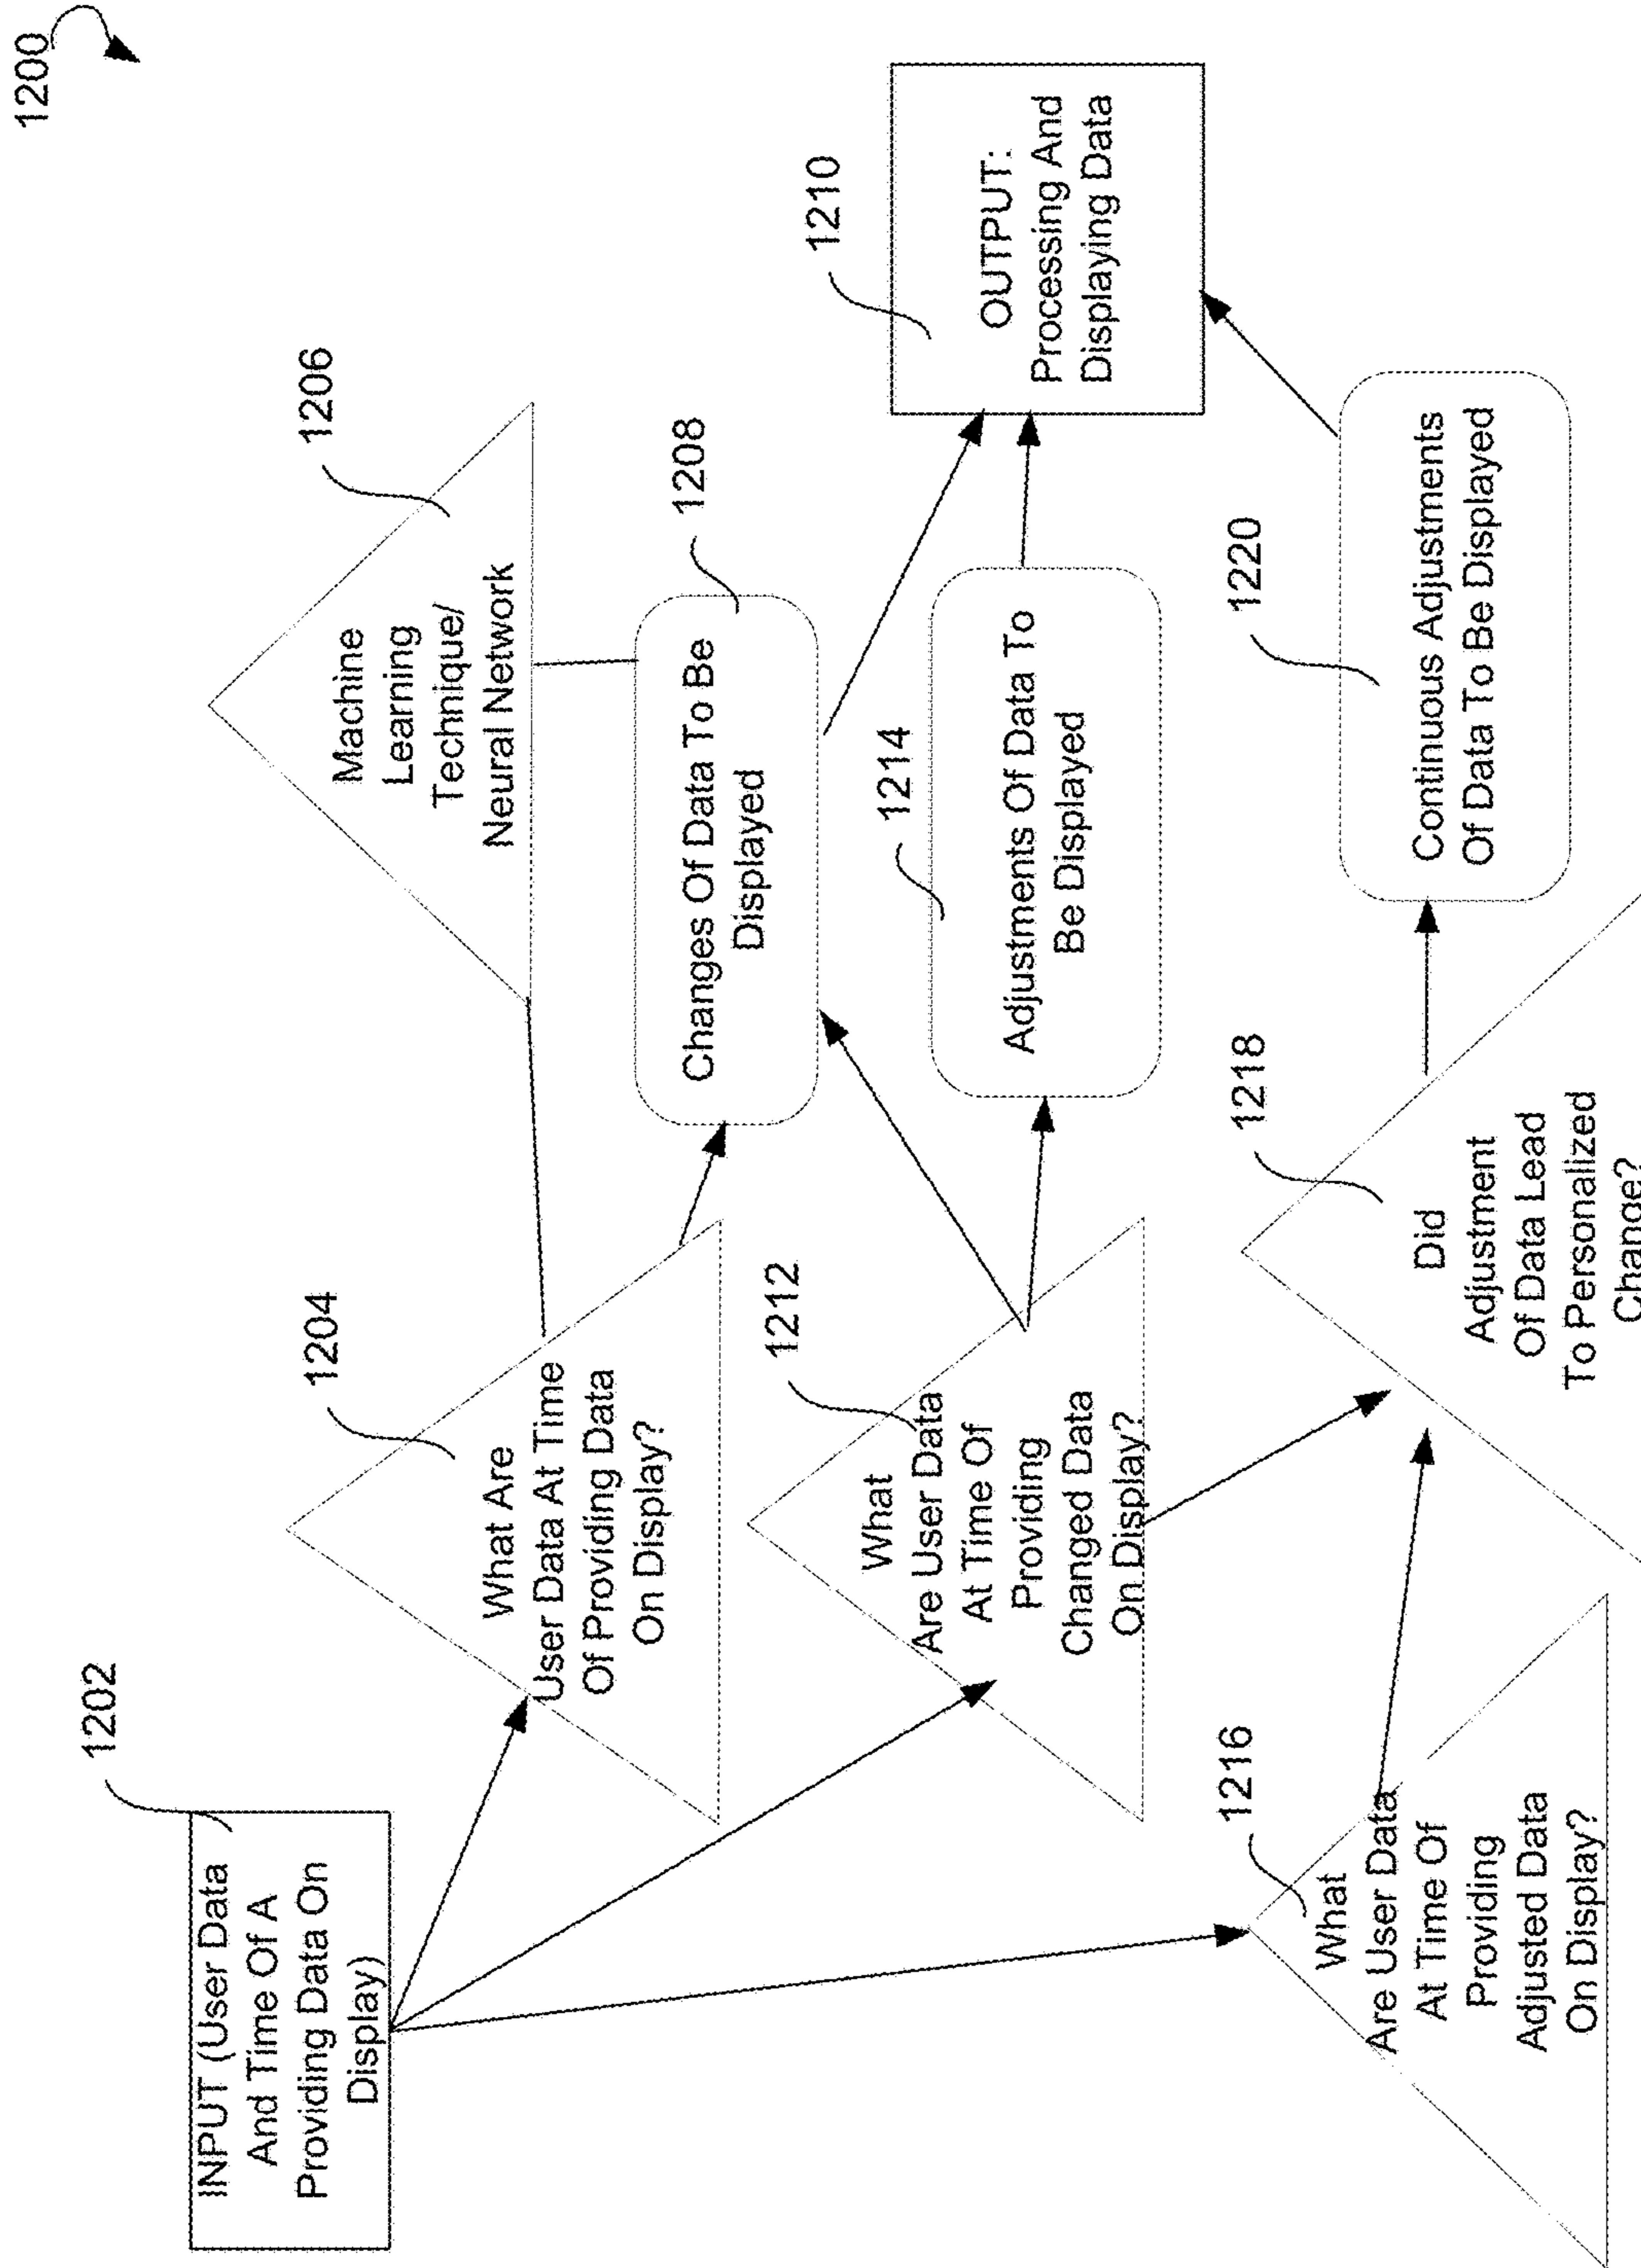 1200
1202
INPUT (User Data
And Time Of A
Providing Data On
Display)
1204
What Are
User Data At Time
Of Providing Data
On Display?
1206
Machine
Learning
Technique/
Neural Network
1208
Changes Of Data To Be
Displayed
1210
OUTPUT:
Processing And
Displaying Data
1212
What
Are User Data
At Time Of
Providing
Changed Data
On Display?
1214
Adjustments Of Data To
Be Displayed
1216
What
Are User Data
At Time Of
Providing
Adjusted Data
On Display?
1218
Did
Adjustment
Of Data Lead
To Personalized
Change?
1220
Continuous Adjustments
Of Data To Be Displayed